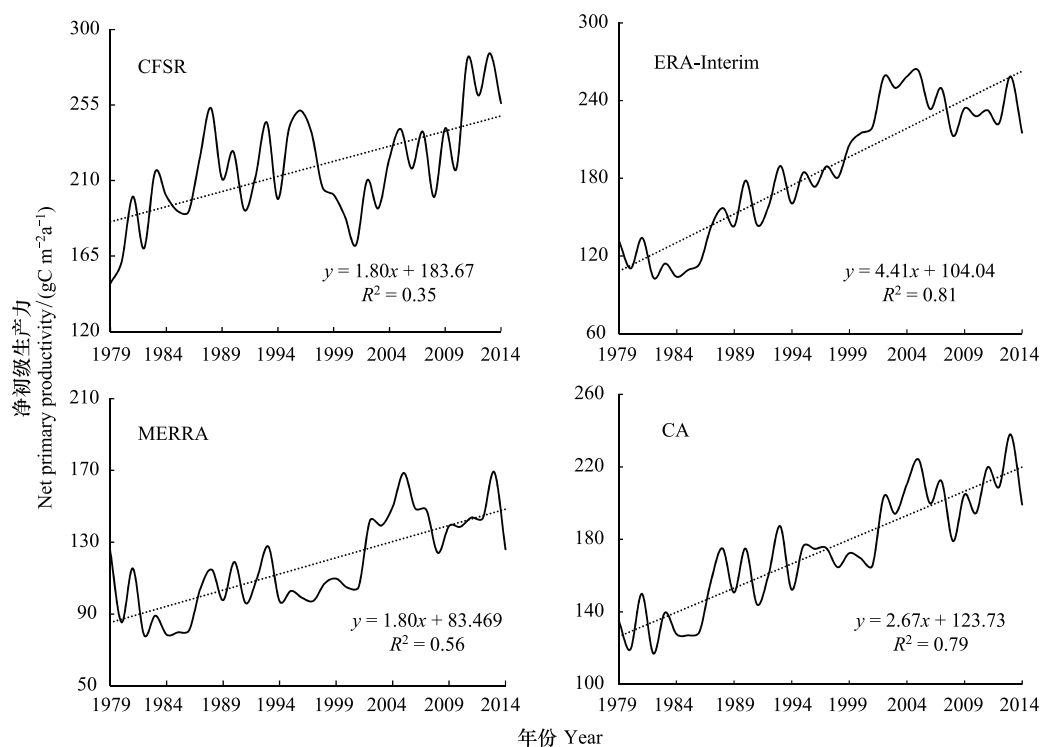 净初级生产力
Net primary productivity/(gC m⁻²a⁻¹)
CFSR
300
255
210
165
120
y = 1.80x + 183.67
R² = 0.35
1979 1984 1989 1994 1999 2004 2009 2014
ERA-Interim
300
240
180
120
60
y = 4.41x + 104.04
R² = 0.81
1979 1984 1989 1994 1999 2004 2009 2014
MERRA
210
170
130
90
50
y = 1.80x + 83.469
R² = 0.56
1979 1984 1989 1994 1999 2004 2009 2014
CA
260
220
180
140
100
y = 2.67x + 123.73
R² = 0.79
1979 1984 1989 1994 1999 2004 2009 2014
年份 Year